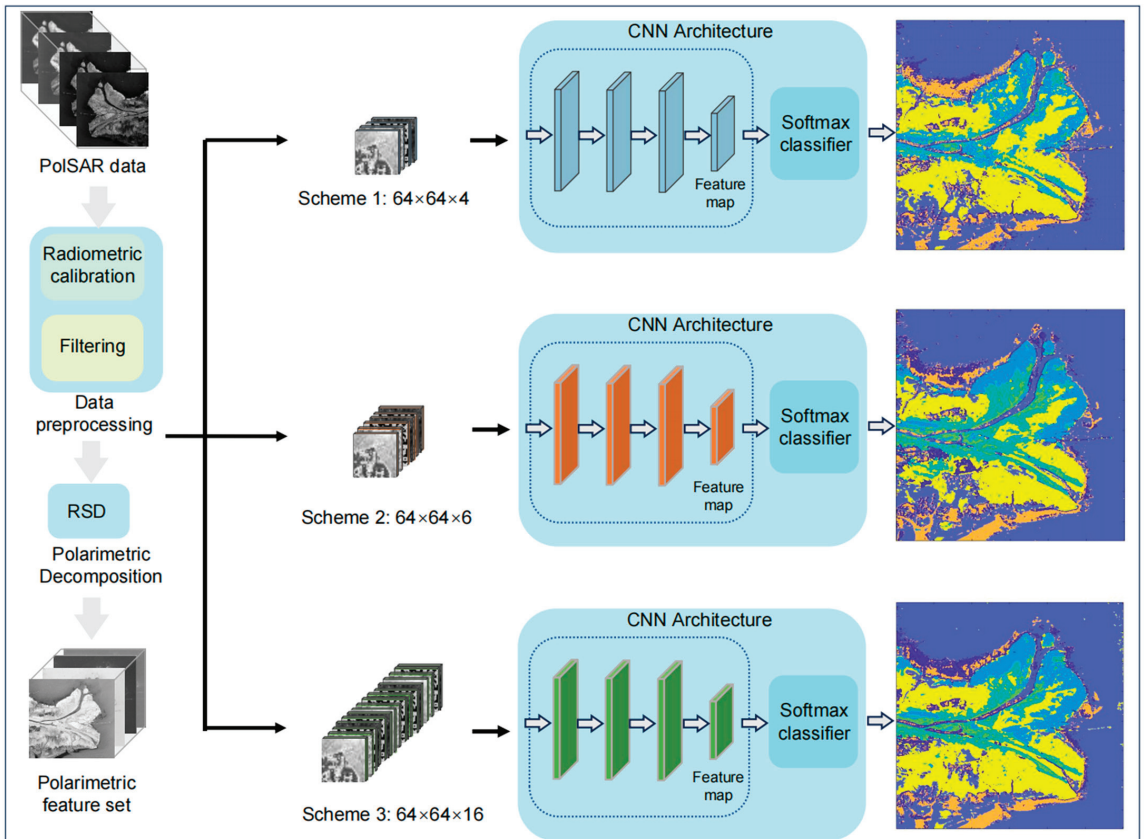 PolSAR data
Radiometric
calibration
Filtering
Data
preprocessing
RSD
Polarimetric
Decomposition
Polarimetric
feature set
Scheme 1: 64×64×4
CNN Architecture
Feature
map
Softmax
classifier
Scheme 2: 64×64×6
CNN Architecture
Feature
map
Softmax
classifier
Scheme 3: 64×64×16
CNN Architecture
Feature
map
Softmax
classifier